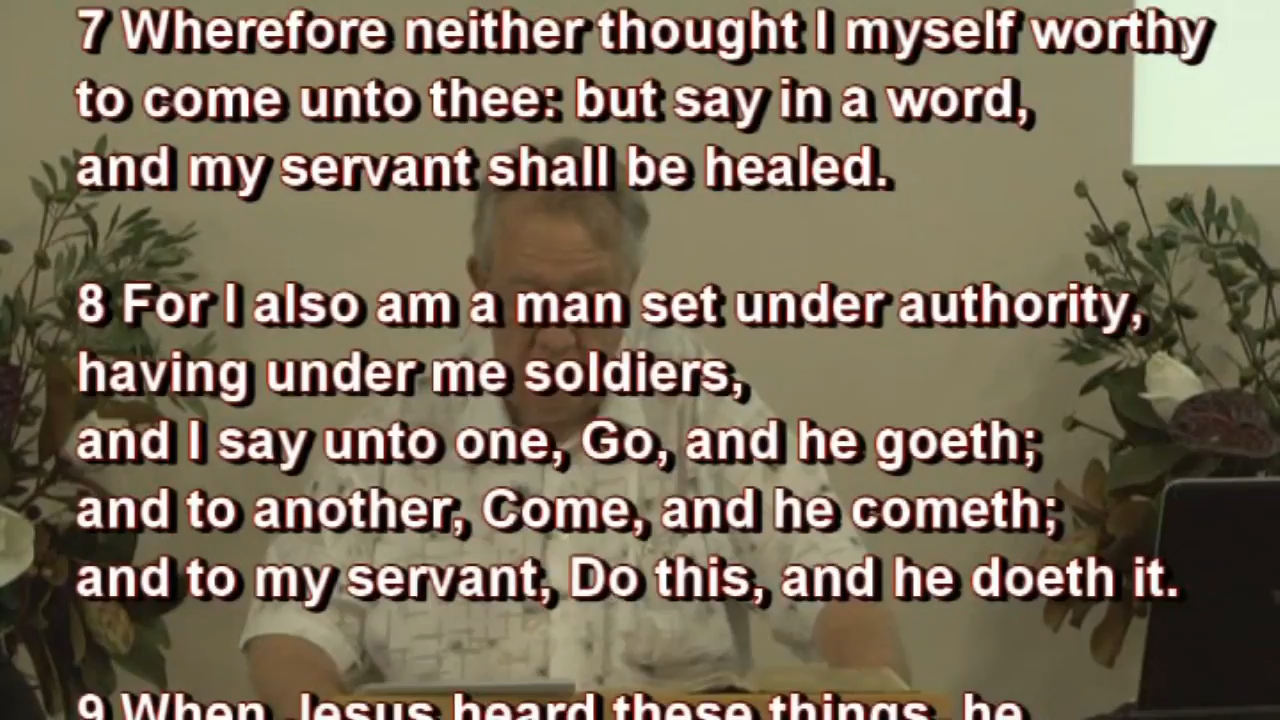 7 Wherefore neither thought I myself worthy
to come unto thee: but say in a word,
and my servant shall be healed.
8 For I also am a man set under authority,
having under me soldiers,
and I say unto one, Go, and he goeth;
and to another, Come, and he cometh;
and to my servant, Do this, and he doeth it.
9 When Jesus heard these things, he